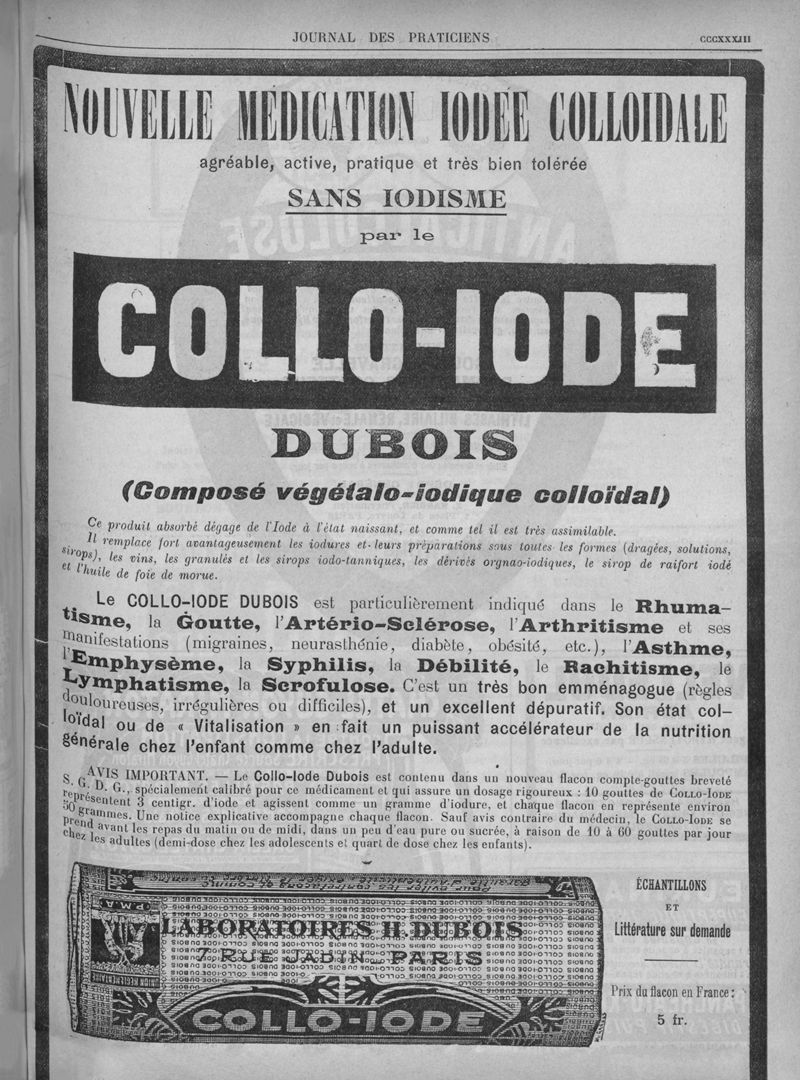 JOURNAL DES PRATICIENS
CCCXXXIII
NOUVELLE MÉDICATION IODÉE COLLOIDALE
agréable, active, pratique et très bien tolérée
SANS IODISME
par le
COLLO-IODE
DUBOIS
(Composé végétalo-iodique colloïdal)
Ce produit absorbé dégage de l'Iode à l'état naissant, et comme tel il est très assimilable.
Il remplace fort avantageusement les iodures et leurs préparations sous toutes les formes (dragées, solutions,
sirops), les vins, les granulés et les sirops iodo-tanniques, les dérivés orgnao-iodiques, le sirop de raifort iodé
et l'huile de foie de morue.
Le COLLO-IODE DUBOIS est particulièrement indiqué dans le Rhuma-
tisme, la Goutte, l'Artério-Sclérose, l'Arthritisme et ses
manifestations (migraines, neurasthénie, diabète, obésité, etc.), l'Asthme,
l'Emphysème, la Syphilis, la Débilité, le Rachitisme, le
Lymphatisme, la Scrofulose. C'est un très bon emménagogue (règles
douloureuses, irrégulières ou difficiles), et un excellent dépuratif. Son état col-
loïdal ou de « Vitalisation » en fait un puissant accélérateur de la nutrition
générale chez l'enfant comme chez l'adulte.
AVIS IMPORTANT. — Le Collo-Iode Dubois est contenu dans un nouveau flacon compte-gouttes breveté
S. G. D. G., spécialement calibré pour ce médicament et qui assure un dosage rigoureux : 10 gouttes de COLLO-IODE
représentent 3 centigr. d'iode et agissent comme un gramme d'iodure, et chaque flacon en représente environ
50 grammes. Une notice explicative accompagne chaque flacon. Sauf avis contraire du médecin, le COLLO-IODE se
prend avant les repas du matin ou de midi, dans un peu d'eau pure ou sucrée, à raison de 10 à 60 gouttes par jour
chez les adultes (demi-dose chez les adolescents et quart de dose chez les enfants).
LABORATOIRES H. DUBOIS
7, RUE JADIN, PARIS
COLLO-IODE
ÉCHANTILLONS
ET
Littérature sur demande
Prix du flacon en France :
5 fr.